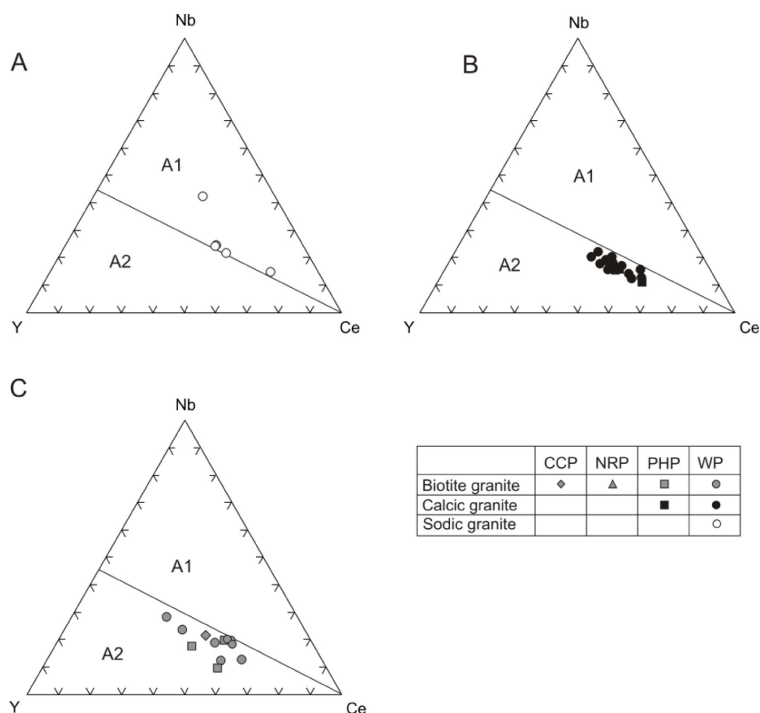 Nb
A
A1
A2
Y
Ce
Nb
B
A1
A2
Y
Ce
C
Nb
A1
A2
Y
Ce
CCP NRP PHP WP
Biotite granite
Calcic granite
Sodic granite